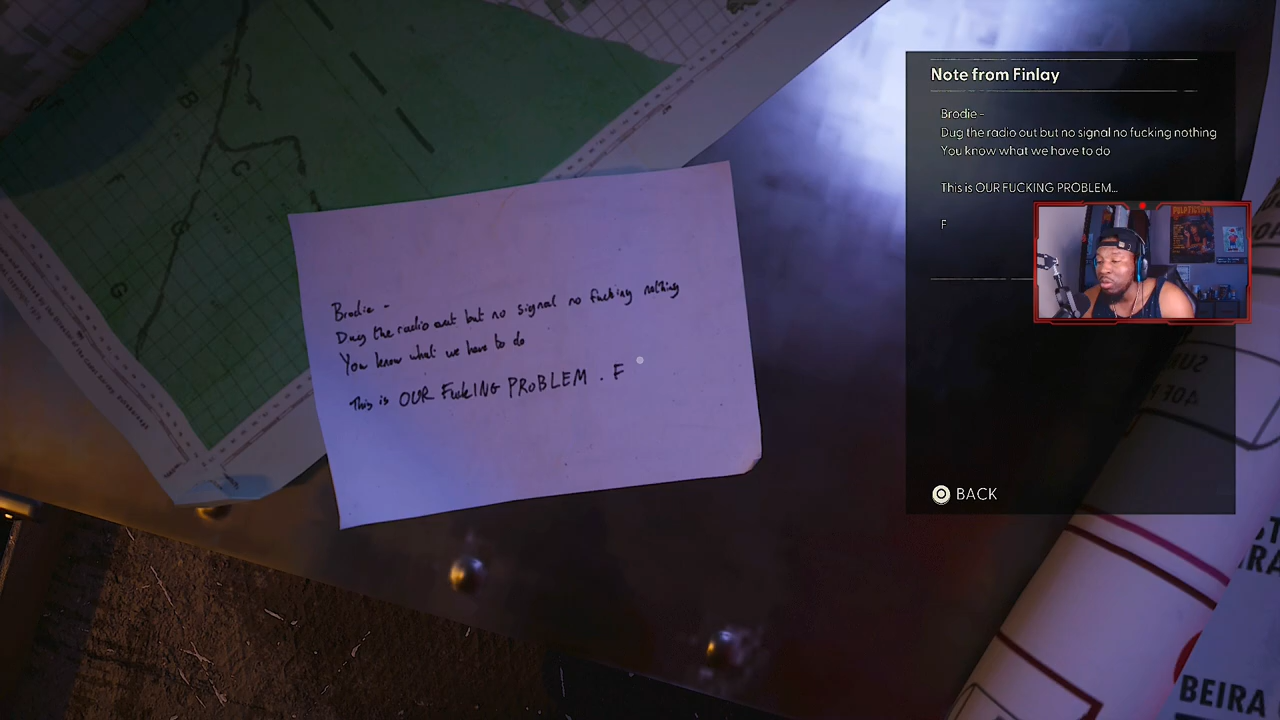 Brodie -
Dug the radio out but no signal no fucking nothing
You know what we have to do
This is OUR FuckING PROBLEM . F
Note from Finlay
Brodie -
Dug the radio out but no signal no fucking nothing
You know what we have to do
This is OUR FUCKING PROBLEM...
F
BACK
B
C
F
G
G
PULP FICTION
BEIRA